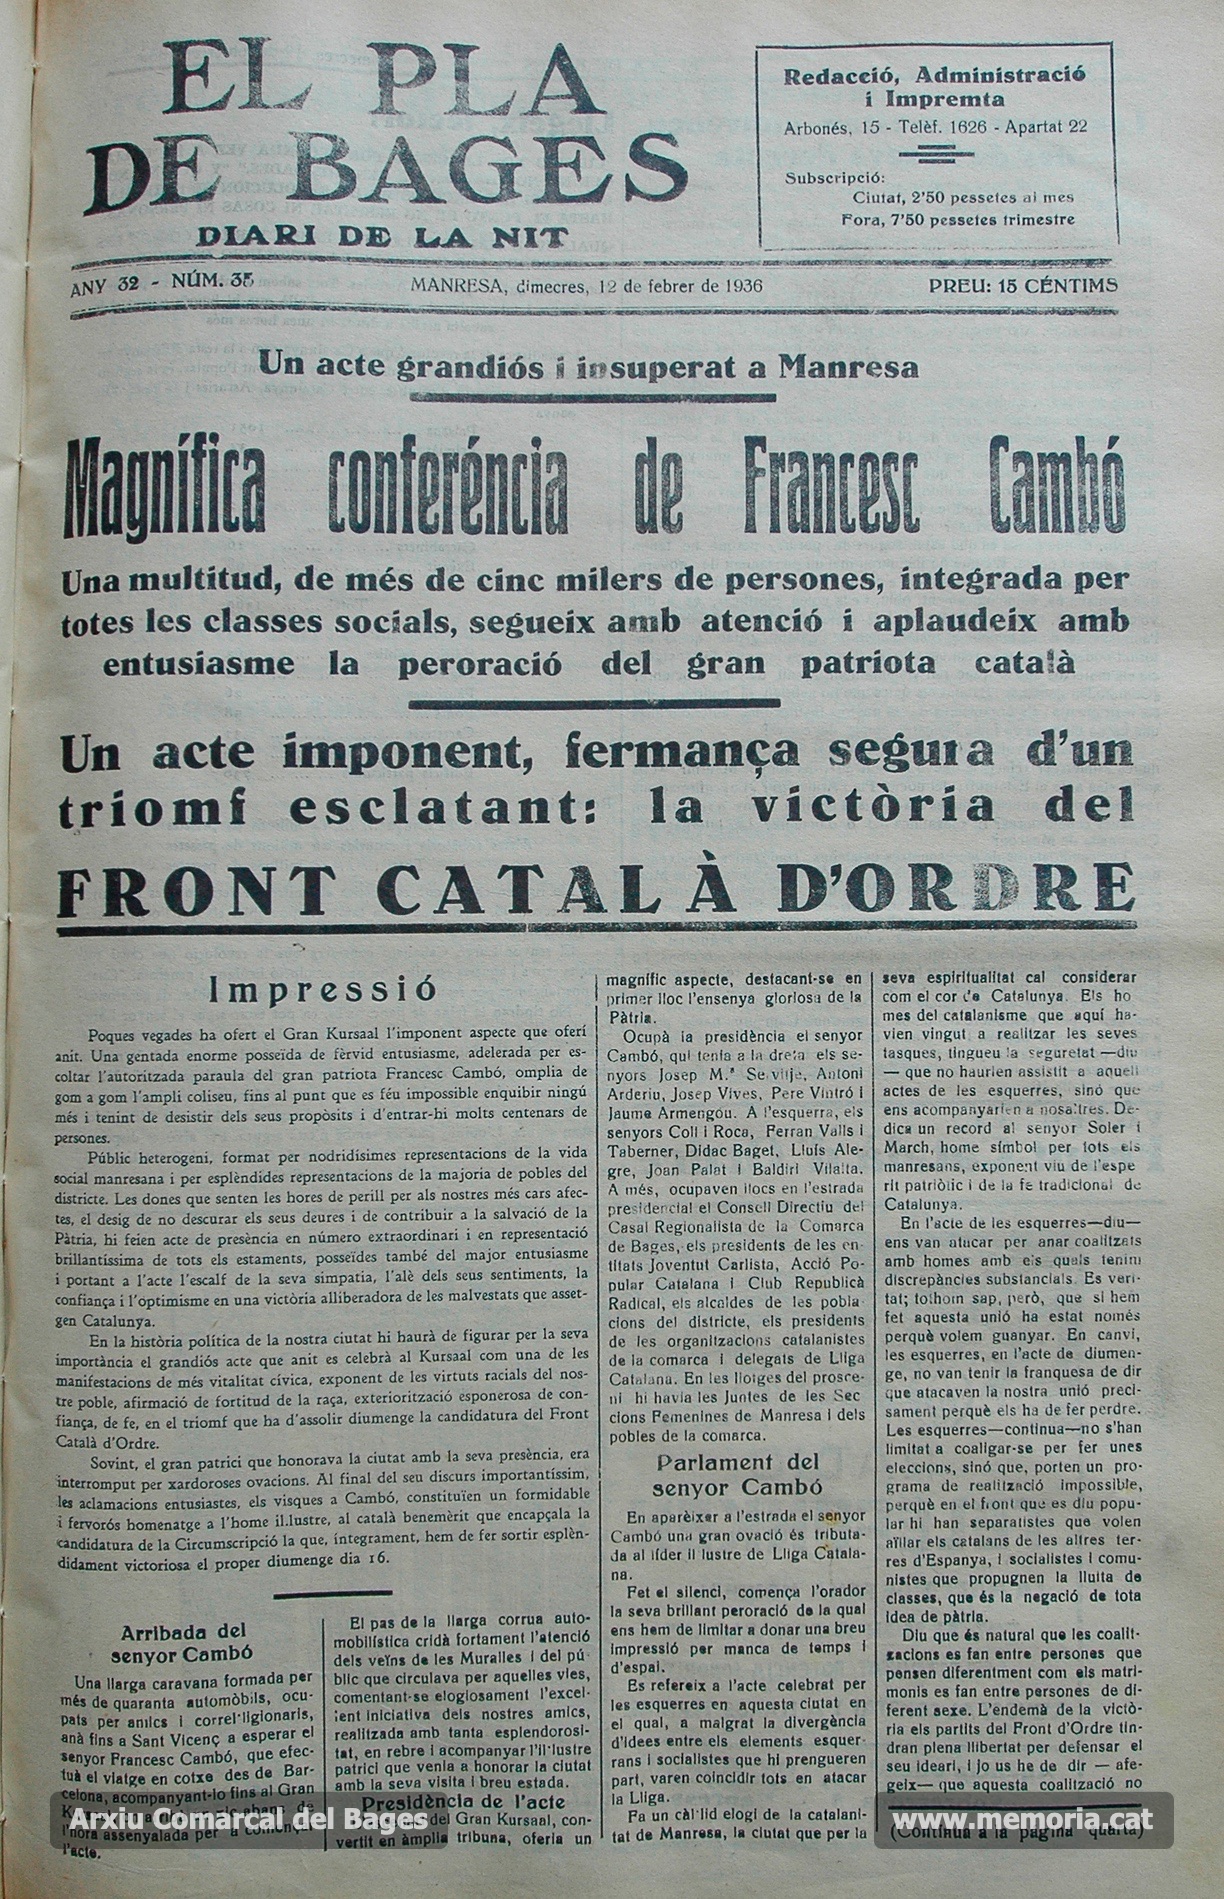 EL PLA
DE BAGES
DIARI DE LA NIT
Redacció, Administració
i Impremta
Arbonés, 15 - Telèf. 1626 - Apartat 22
Subscripció:
Ciutat, 2'50 pessetes al mes
Fora, 7'50 pessetes trimestre
ANY 32 - NÚM. 35
MANRESA, dimecres, 12 de febrer de 1936
PREU: 15 CÉNTIMS
Un acte grandiós i insuperat a Manresa
Magnífica conferéncia de Francesc Cambó
Una multitud, de més de cinc milers de persones, integrada per
totes les classes socials, segueix amb atenció i aplaudeix amb
entusiasme la peroració del gran patriota català
Un acte imponent, fermança segura d'un
triomf esclatant: la victòria del
FRONT CATALÀ D'ORDRE
Impressió
Poques vegades ha ofert el Gran Kursaal l'imponent aspecte que oferí
anit. Una gentada enorme posseïda de fèrvid entusiasme, adelerada per es-
coltar l'autoritzada paraula del gran patriota Francesc Cambó, omplia de
gom a gom l'ampli coliseu, fins al punt que es féu impossible enquibir ningú
més i tenint de desistir dels seus propòsits i d'entrar-hi molts centenars de
persones.
Públic heterogeni, format per nodridísimes representacions de la vida
social manresana i per esplèndides representacions de la majoria de pobles del
districte. Les dones que senten les hores de perill per als nostres més cars afec-
tes, el desig de no descurar els seus deures i de contribuir a la salvació de la
Pàtria, hi feien acte de presència en número extraordinari i en representació
brillantíssima de tots els estaments, posseïdes també del major entusiasme
i portant a l'acte l'escalf de la seva simpatia, l'alè dels seus sentiments, la
confiança i l'optimisme en una victòria alliberadora de les malvestats que asset-
gen Catalunya.
En la història política de la nostra ciutat hi haurà de figurar per la seva
importància el grandiós acte que anit es celebrà al Kursaal com una de les
manifestacions de més vitalitat cívica, exponent de les virtuts racials del nos-
tre poble, afirmació de fortitud de la raça, exteriorització esponerosa de con-
fiança, de fe, en el triomf que ha d'assolir diumenge la candidatura del Front
Català d'Ordre.
Sovint, el gran patrici que honorava la ciutat amb la seva presència, era
interromput per xardoroses ovacions. Al final del seu discurs importantíssim,
les aclamacions entusiastes, els visques a Cambó, constituïen un formidable
i fervorós homenatge a l'home il.lustre, al català benemèrit que encapçala la
candidatura de la Circumscripció la que, íntegrament, hem de fer sortir esplèn-
didament victoriosa el proper diumenge dia 16.
Arribada del
senyor Cambó
Una llarga caravana formada per
més de quaranta automòbils, ocu-
pats per amics i correl·ligionaris,
anà fins a Sant Vicenç a esperar el
senyor Francesc Cambó, que efec-
tuà el viatge en cotxe des de Bar-
celona, acompanyant-lo fins al Gran
l'hora assenyalada per a començar
l'acte.
El pas de la llarga corrua auto-
mobilística cridà fortament l'atenció
dels veïns de les Muralles i del pú-
blic que circulava per aquelles vies,
comentant-se elogiosament l'excel-
lent iniciativa dels nostres amics,
realitzada amb tanta esplendorosi-
tat, en rebre i acompanyar l'il·lustre
patrici que venia a honorar la ciutat
amb la seva visita i breu estada.
Presidència de l'acte
del Gran Kursaal, con-
vertit en àmplia tribuna, oferia un
magnífic aspecte, destacant-se en
primer lloc l'ensenya gloriosa de la
Pàtria.
Ocupà la presidència el senyor
Cambó, qui tenia a la dreta els se-
nyors Josep M.ª Servitje, Antoni
Arderiu, Josep Vives, Pere Vintró i
Jaume Armengou. A l'esquerra, els
senyors Coll i Roca, Ferran Valls i
Taberner, Dídac Baget, Lluís Ale-
gre, Joan Palat i Baldiri Vilalta.
A més, ocupaven llocs en l'estrada
presidencial el Consell Directiu del
Casal Regionalista de la Comarca
de Bages, els presidents de les en-
titats Joventut Carlista, Acció Po-
pular Catalana i Club Republicà
Radical, els alcaldes de les pobla-
cions del districte, els presidents
de les organitzacions catalanistes
de la comarca i delegats de Lliga
Catalana. En les llotges del prosce-
ni hi havia les Juntes de les Sec
cions Femenines de Manresa i dels
pobles de la comarca.
Parlament del
senyor Cambó
En aparèixer a l'estrada el senyor
Cambó una gran ovació és tributa-
da al líder il lustre de Lliga Catala-
na.
Fet el silenci, comença l'orador
la seva brillant peroració de la qual
ens hem de limitar a donar una breu
impressió per manca de temps i
d'espai.
Es refereix a l'acte celebrat per
les esquerres en aquesta ciutat en
el qual, a malgrat la divergència
d'idees entre els elements esquer-
rans i socialistes que hi prengueren
part, varen coincidir tots en atacar
la Lliga.
Fa un càl·lid elogi de la catalani-
tat de Manresa, la ciutat que per la
seva espiritualitat cal considerar
com el cor de Catalunya. Els ho
mes del catalanisme que aquí ha-
vien vingut a realitzar les seves
tasques, tingueu la seguretat —diu
— que no haurien assistit a aquell
actes de les esquerres, sinó que
ens acompanyarien a nosaltres. De-
dica un record al senyor Soler i
March, home símbol per tots els
manresans, exponent viu de l'espe
rit patriòtic i de la fe tradicional de
Catalunya.
En l'acte de les esquerres—diu—
ens van atacar per anar coalitzats
amb homes amb els quals tenim
discrepàncies substancials. Es veri-
tat; tothom sap, però, que si hem
fet aquesta unió ha estat només
perquè volem guanyar. En canvi,
les esquerres, en l'acte de diumen-
ge, no van tenir la franquesa de dir
que atacaven la nostra unió preci-
sament perquè els ha de fer perdre.
Les esquerres—continua—no s'han
limitat a coaligar-se per fer unes
eleccions, sinó que, porten un pro-
grama de realització impossible,
perquè en el front que es diu popu-
lar hi han separatistes que volen
aïllar els catalans de les altres ter-
res d'Espanya, i socialistes i comu-
nistes que propugnen la lluita de
classes, que és la negació de tota
idea de pàtria.
Diu que és natural que les coalit-
zacions es fan entre persones que
pensen diferentment com els matri-
monis es fan entre persones de di-
ferent sexe. L'endemà de la victò-
ria els partits del Front d'Ordre tin-
dran plena llibertat per defensar el
seu ideari, i jo us he de dir — afe-
geix— que aquesta coalització no
(Continua a la pàgina quarta)
Arxiu Comarcal del Bages
www.memoria.cat